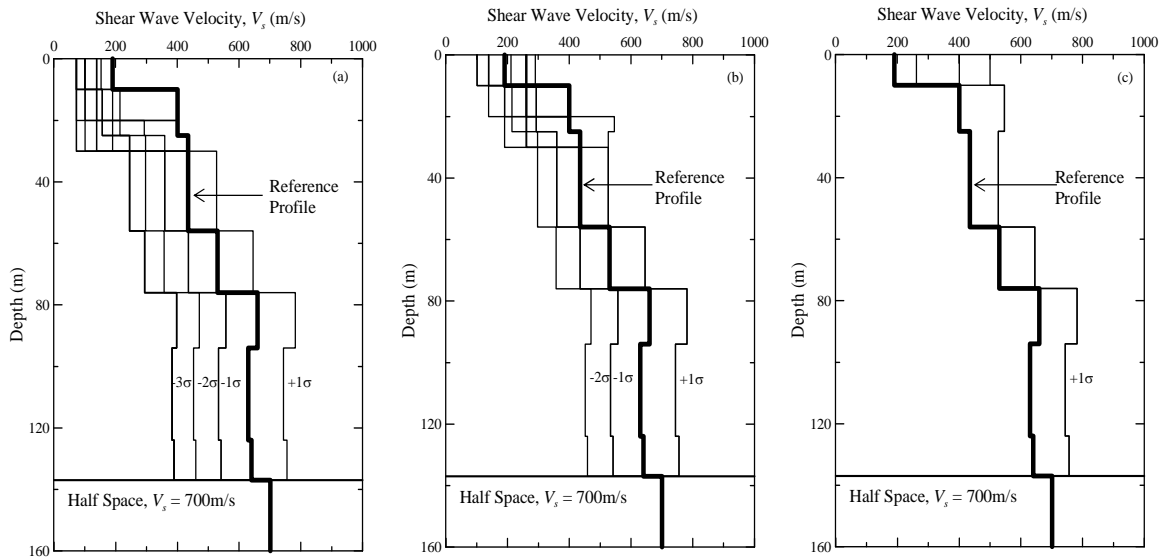 Shear Wave Velocity, Vs (m/s)
0 200 400 600 800 1000
0
40
80
120
160
Depth (m)
(a)
Reference
Profile
-3σ -2σ -1σ +1σ
Half Space, Vs = 700m/s
Shear Wave Velocity, Vs (m/s)
0 200 400 600 800 1000
0
40
80
120
160
Depth (m)
(b)
Reference
Profile
-2σ -1σ +1σ
Half Space, Vs = 700m/s
Shear Wave Velocity, Vs (m/s)
0 200 400 600 800 1000
0
40
80
120
160
Depth (m)
(c)
Reference
Profile
+1σ
Half Space, Vs = 700m/s